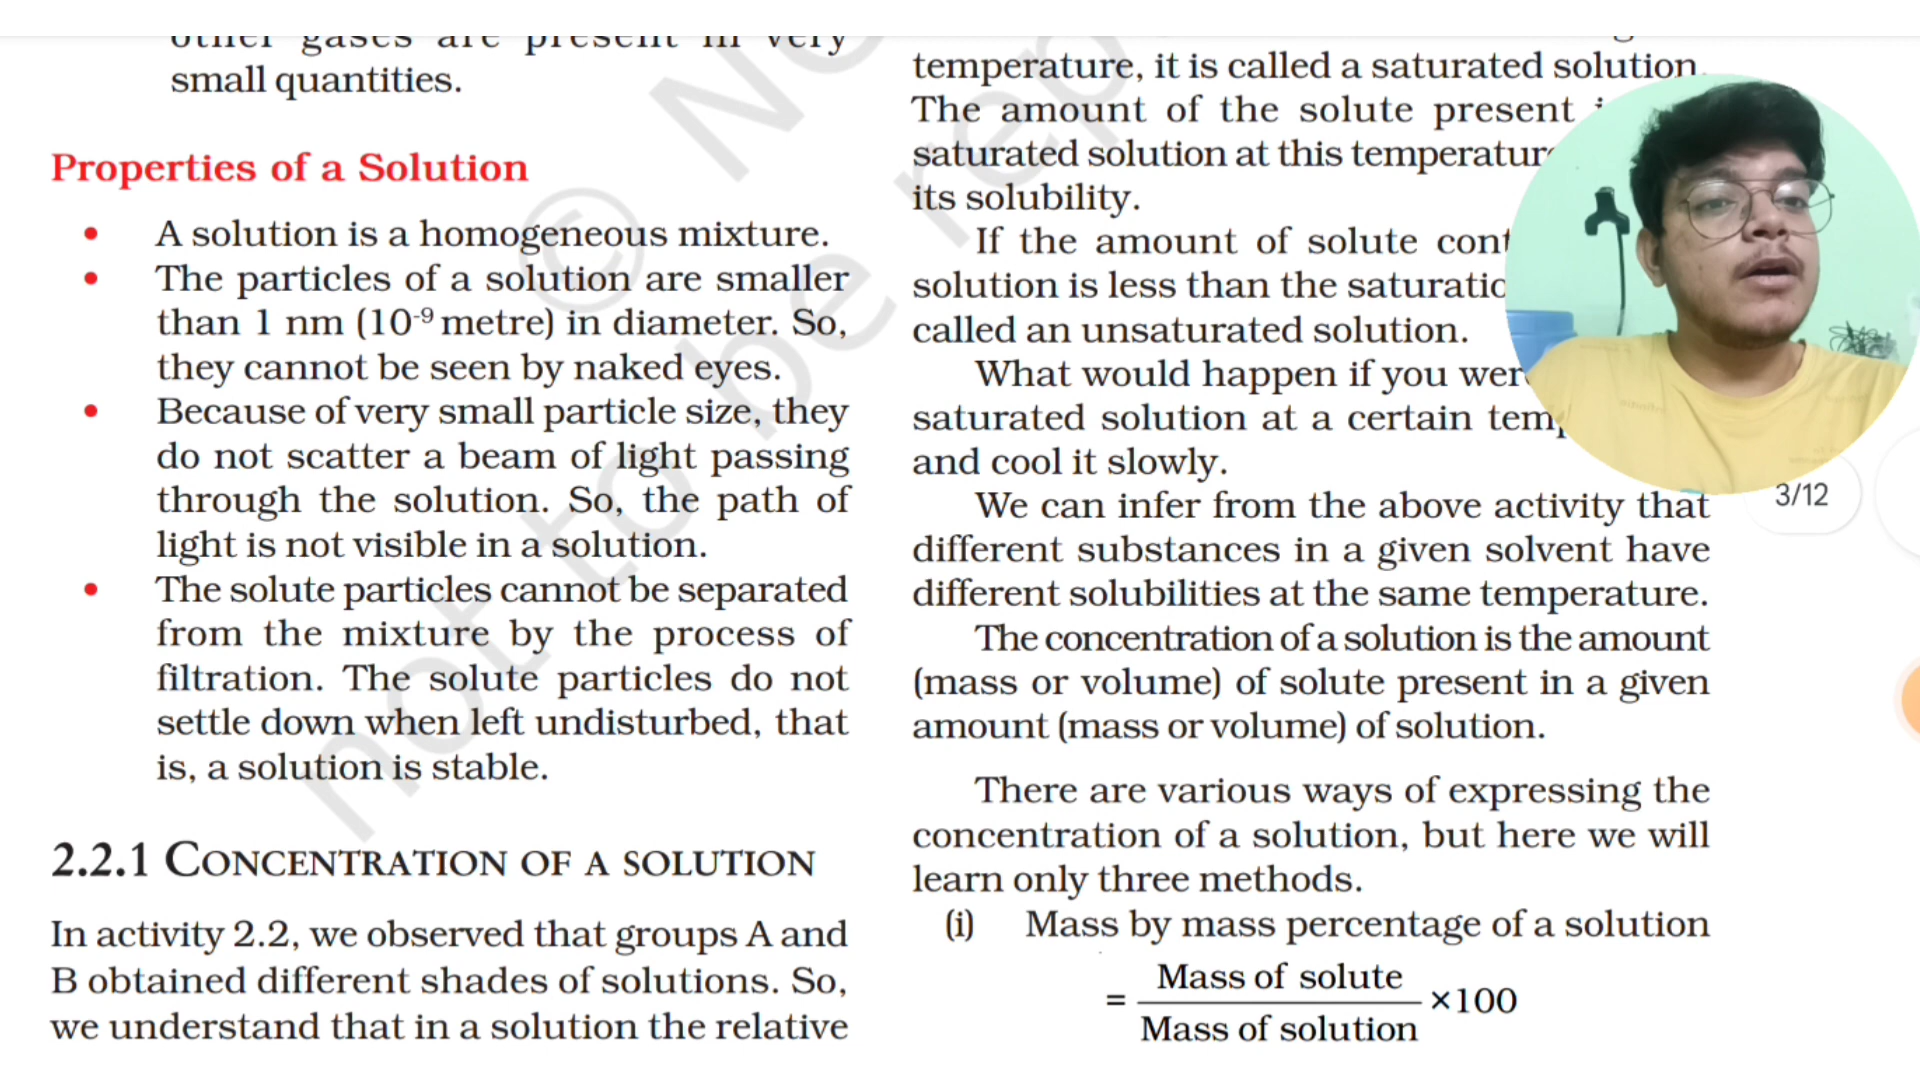 other gases are present in very
small quantities.
Properties of a Solution
• A solution is a homogeneous mixture.
• The particles of a solution are smaller
than 1 nm (10⁻⁹ metre) in diameter. So,
they cannot be seen by naked eyes.
• Because of very small particle size, they
do not scatter a beam of light passing
through the solution. So, the path of
light is not visible in a solution.
• The solute particles cannot be separated
from the mixture by the process of
filtration. The solute particles do not
settle down when left undisturbed, that
is, a solution is stable.
2.2.1 CONCENTRATION OF A SOLUTION
In activity 2.2, we observed that groups A and
B obtained different shades of solutions. So,
we understand that in a solution the relative
temperature, it is called a saturated solution.
The amount of the solute present
saturated solution at this
its solubility.
If the amount of solute
solution is less than the
called an unsaturated solution.
What would happen if you
saturated solution at a certain
and cool it slowly.
We can infer from the above activity that
different substances in a given solvent have
different solubilities at the same temperature.
The concentration of a solution is the amount
(mass or volume) of solute present in a given
amount (mass or volume) of solution.
There are various ways of expressing the
concentration of a solution, but here we will
learn only three methods.
(i) Mass by mass percentage of a solution
= Mass of solute
Mass of solution ×100
3/12
© 
not to be rep